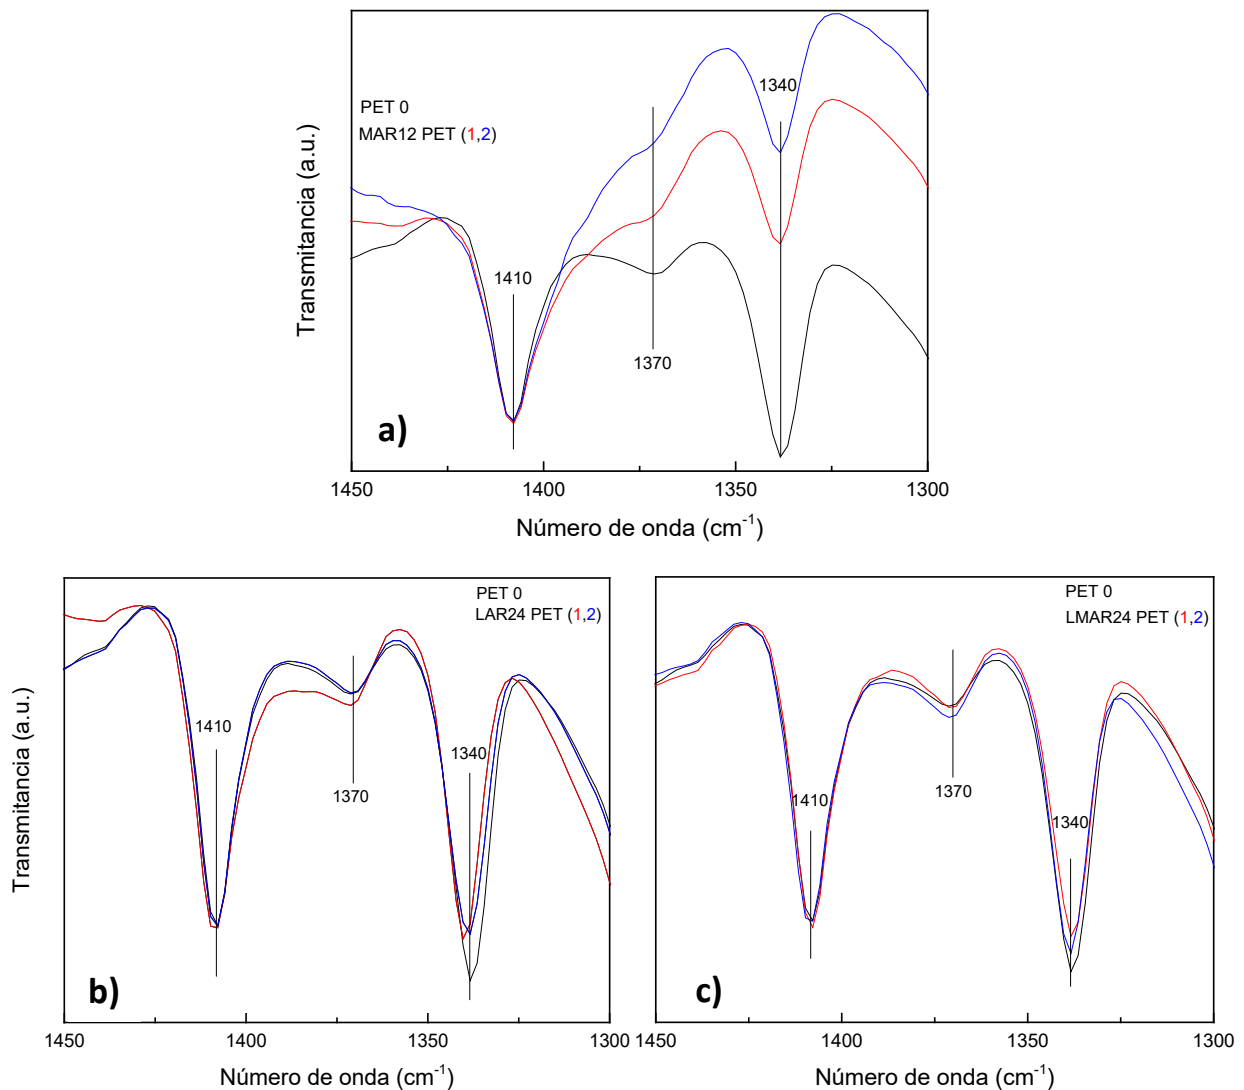 PET 0
MAR12 PET (1,2)
1340
1410
1370
a)
Transmitancia (a.u.)
1450
1400
1350
1300
Número de onda (cm⁻¹)
PET 0
LAR24 PET (1,2)
1410
1370
1340
b)
Transmitancia (a.u.)
1450
1400
1350
1300
Número de onda (cm⁻¹)
PET 0
LMAR24 PET (1,2)
1410
1370
1340
c)
1450
1400
1350
1300
Número de onda (cm⁻¹)